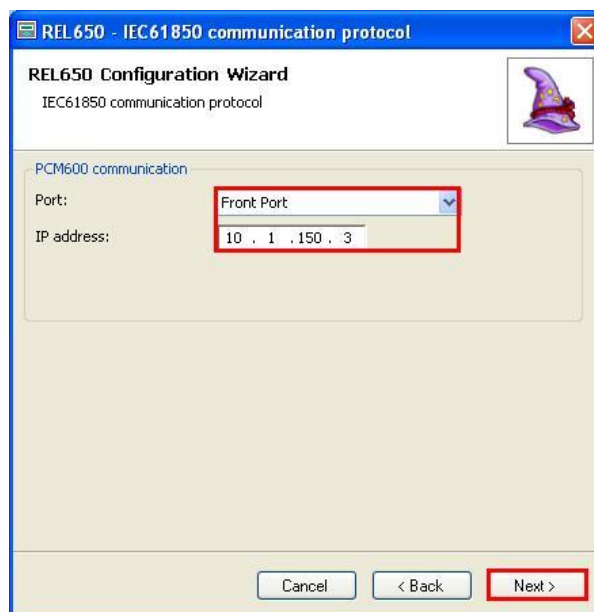 REL650 - IEC61850 communication protocol
REL650 Configuration Wizard
IEC61850 communication protocol
PCM600 communication
Port: Front Port
IP address: 10 . 1 .150 . 3
Cancel < Back Next >